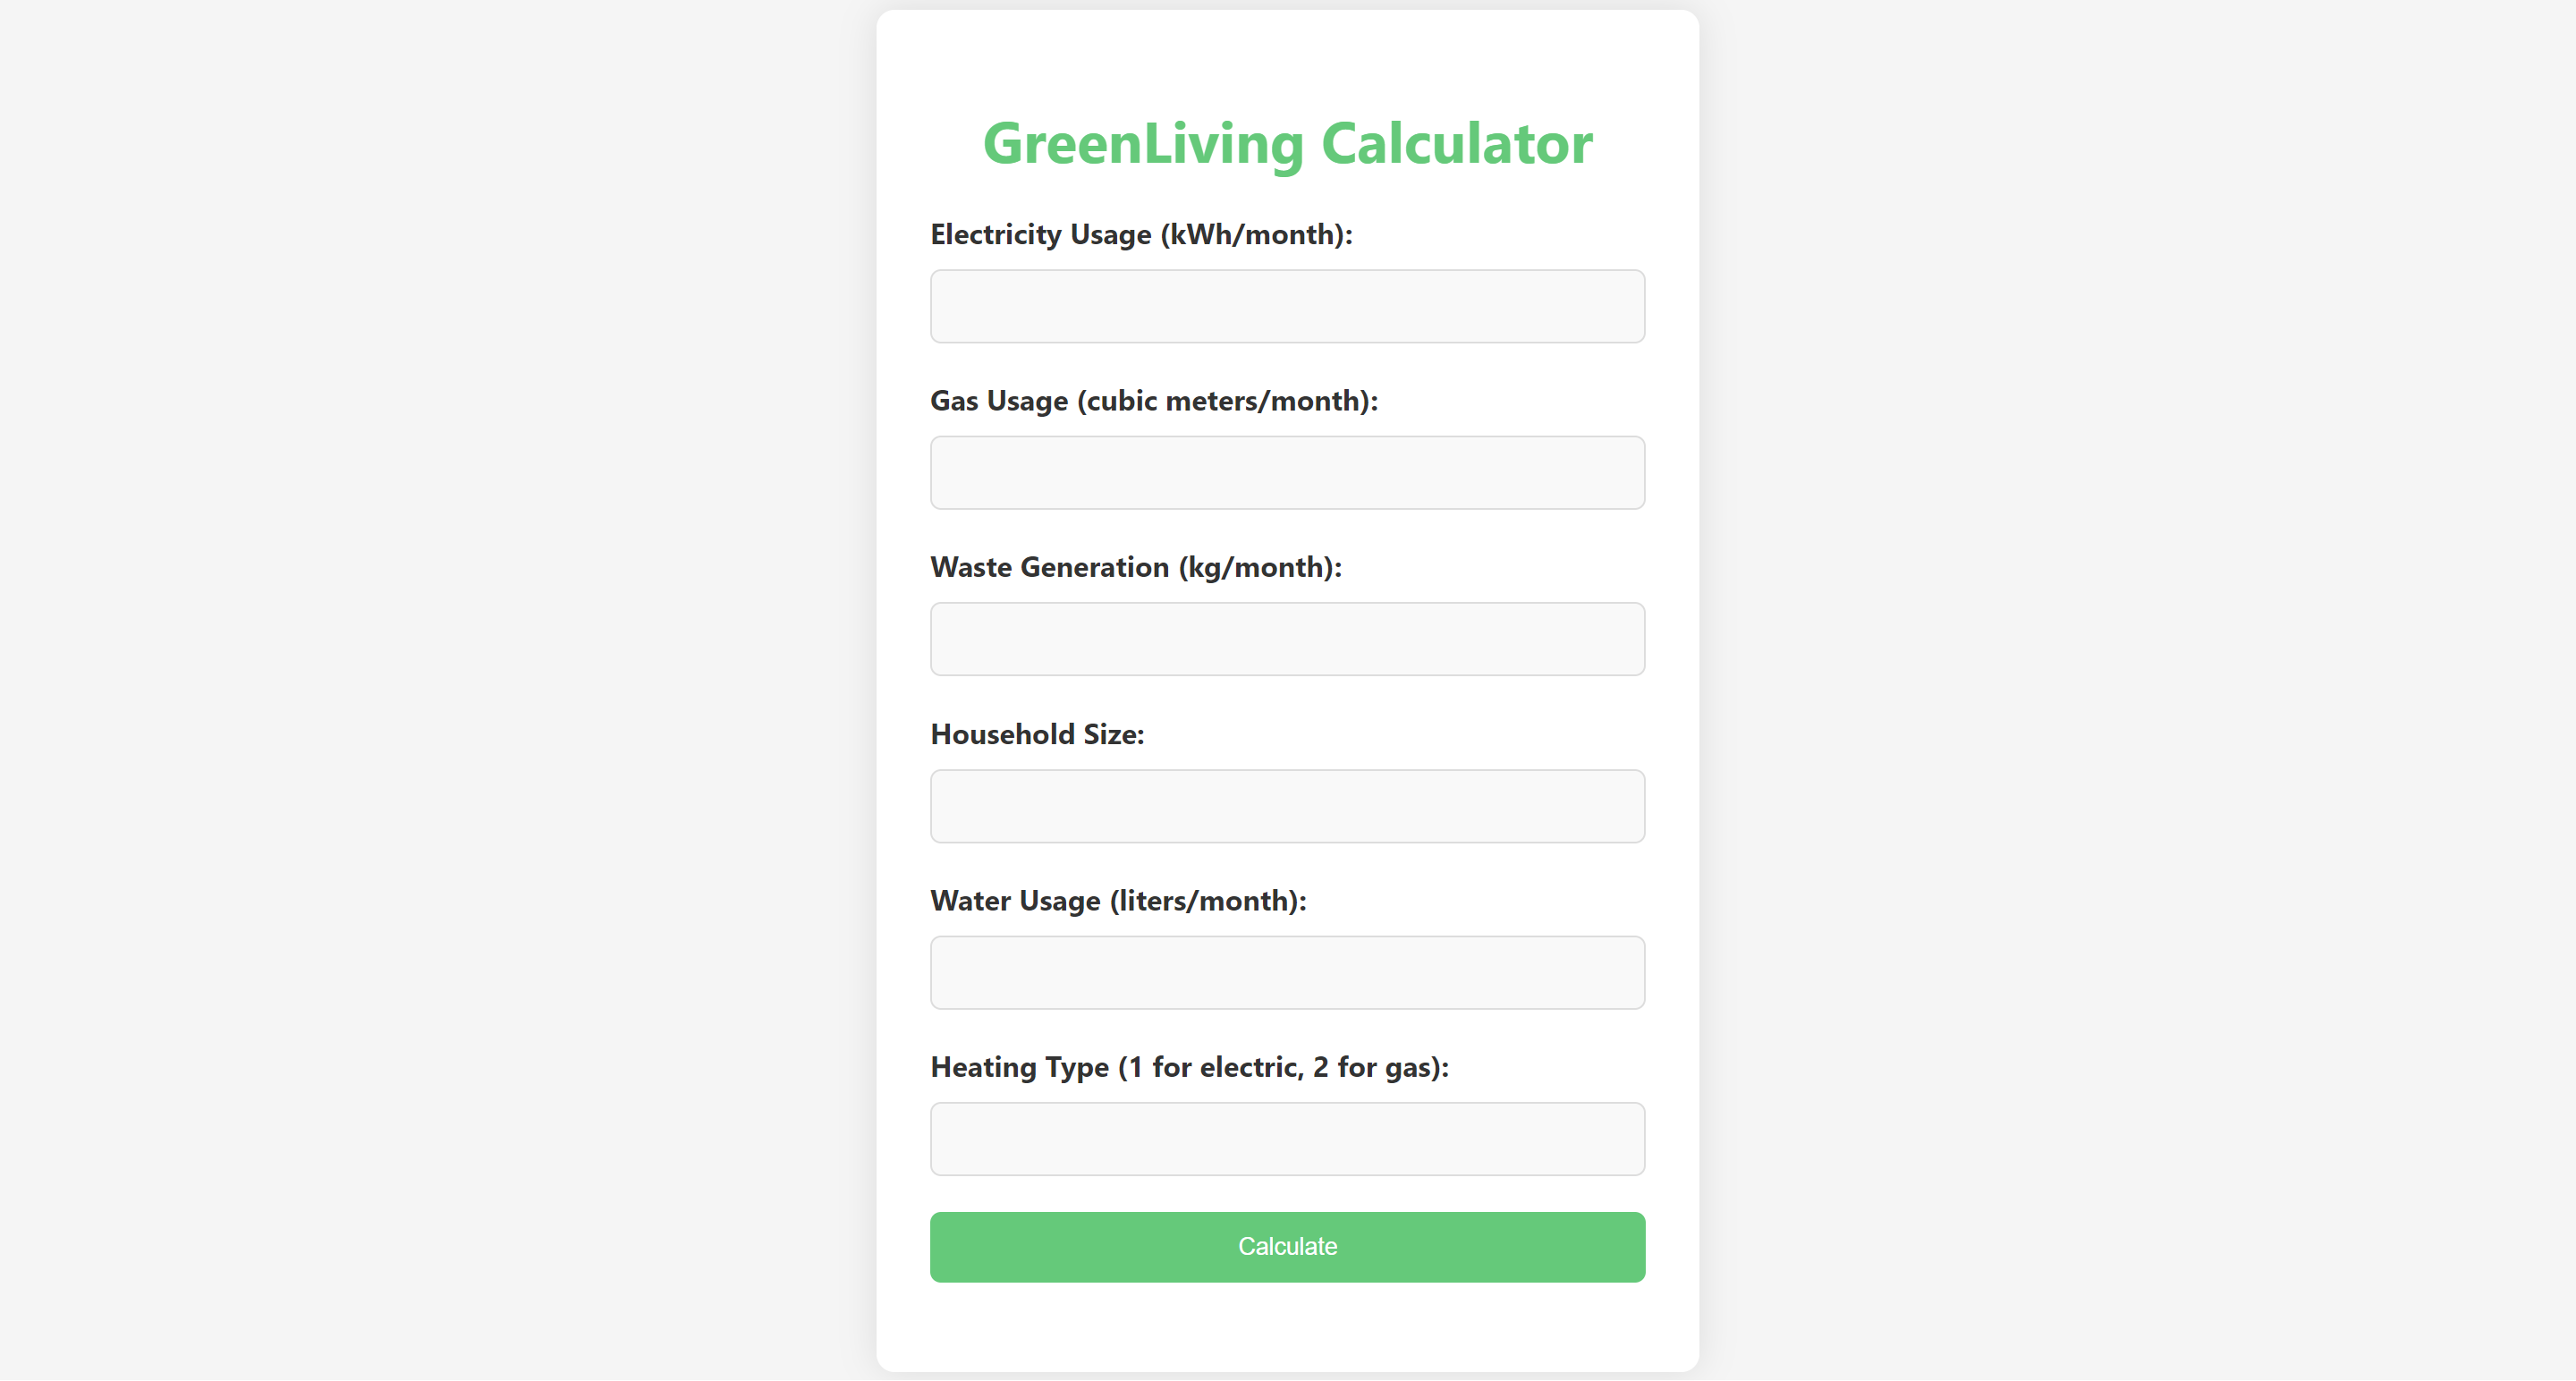 GreenLiving Calculator
Electricity Usage (kWh/month):
Gas Usage (cubic meters/month):
Waste Generation (kg/month):
Household Size:
Water Usage (liters/month):
Heating Type (1 for electric, 2 for gas):
Calculate